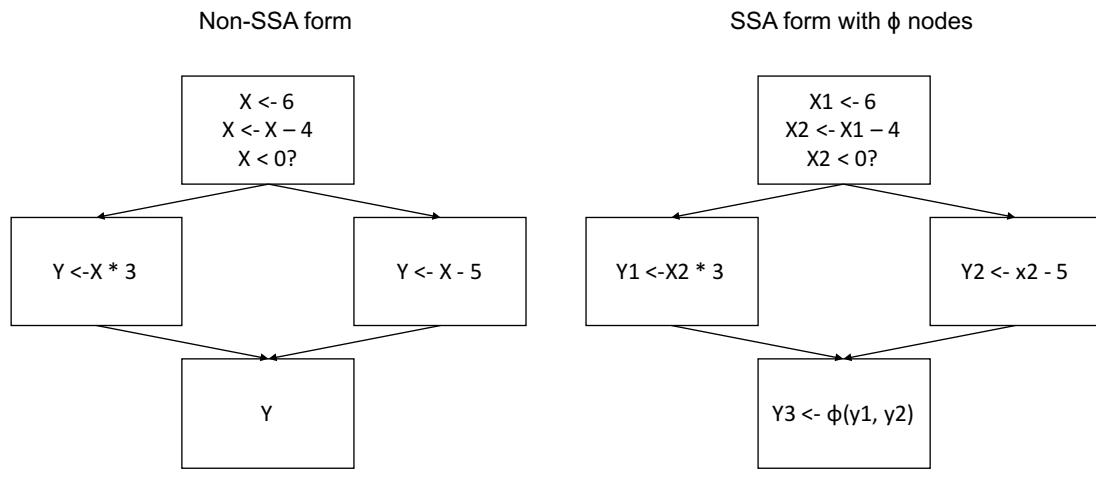 Non-SSA form
X <- 6
X <- X – 4
X < 0?
Y <-X * 3
Y <- X - 5
Y
SSA form with ϕ nodes
X1 <- 6
X2 <- X1 – 4
X2 < 0?
Y1 <-X2 * 3
Y2 <- x2 - 5
Y3 <- ϕ(y1, y2)